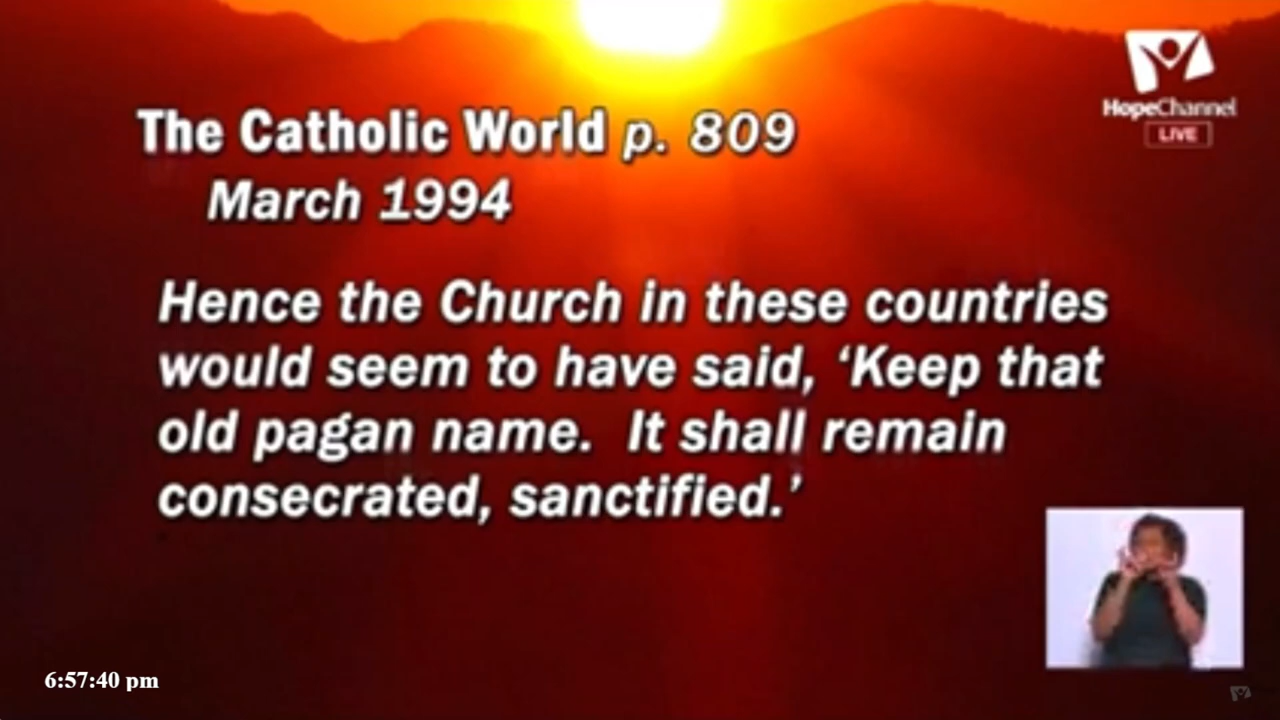 The Catholic World p. 809
March 1994
HopeChannel
LIVE
Hence the Church in these countries
would seem to have said, ‘Keep that
old pagan name.  It shall remain
consecrated, sanctified.’
6:57:40 pm